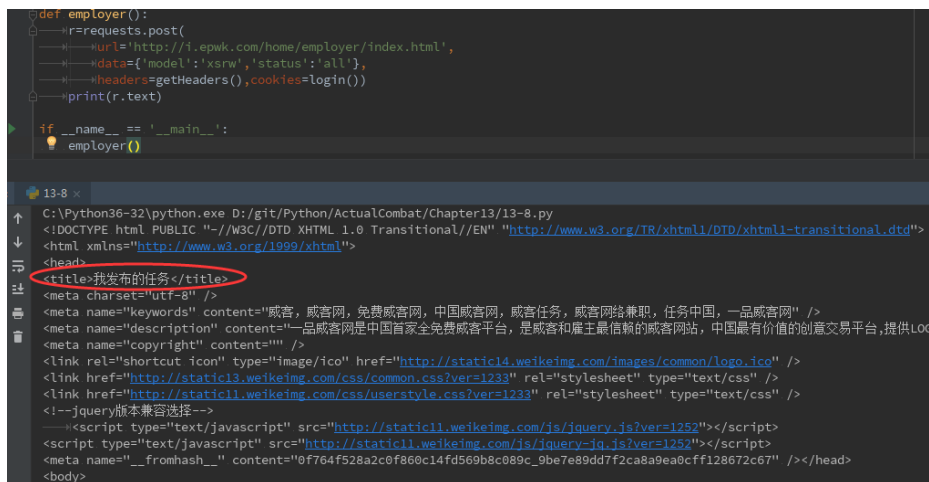 def employer():
r=requests.post(
url='http://i.epwk.com/home/employer/index.html',
data={'model':'xsrw','status':'all'},
headers=getHeaders(),cookies=login())
print(r.text)
if __name__ == '__main__':
employer()
13-8
C:\Python36-32\python.exe D:/git/Python/ActualCombat/Chapter13/13-8.py
<!DOCTYPE html PUBLIC "-//W3C//DTD XHTML 1.0 Transitional//EN" "http://www.w3.org/TR/xhtml1/DTD/xhtml1-transitional.dtd">
<html xmlns="http://www.w3.org/1999/xhtml">
<head>
<title>我发布的任务</title>
<meta charset="utf-8" />
<meta name="keywords" content="威客，威客网，免费威客网，中国威客网，威客任务，威客网络兼职，任务中国，一品威客网" />
<meta name="description" content="一品威客网是中国首家全免费威客平台，是威客和雇主最信赖的威客网站，中国最有价值的创意交易平台,提供LOG
<meta name="copyright" content="" />
<link rel="shortcut icon" type="image/ico" href="http://static14.weikeimg.com/images/common/logo.ico" />
<link href="http://static13.weikeimg.com/css/common.css?ver=1233" rel="stylesheet" type="text/css" />
<link href="http://static11.weikeimg.com/css/userstyle.css?ver=1233" rel="stylesheet" type="text/css" />
<!--jquery版本兼容选择-->
<script type="text/javascript" src="http://static11.weikeimg.com/js/jquery.js?ver=1252"></script>
<script type="text/javascript" src="http://static11.weikeimg.com/js/jquery-jq.js?ver=1252"></script>
<meta name="__fromhash__" content="0f764f528a2c0f860c14fd569b8c089c_9be7e89dd7f2ca8a9ea0cff128672c67" /></head>
<body>